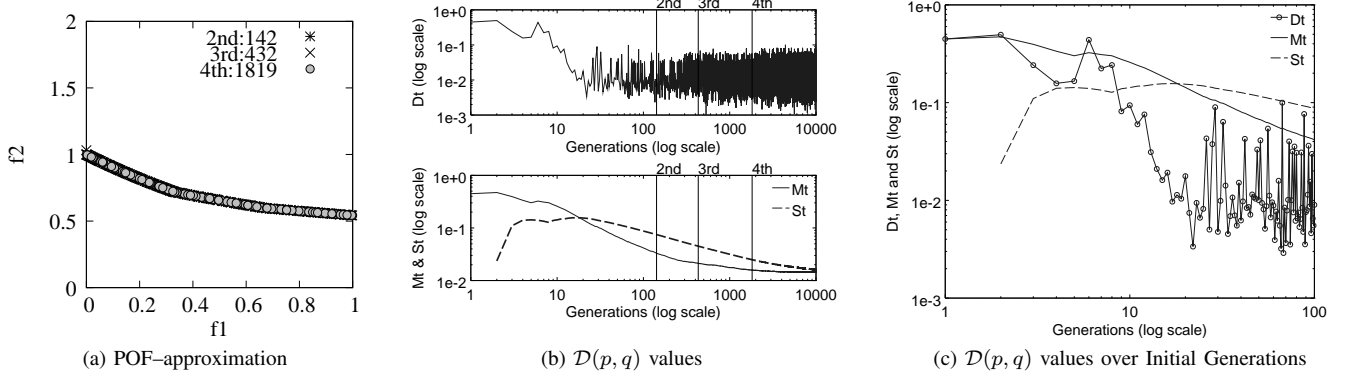 2
1.5
1
0.5
0
0
0.2
0.4
0.6
0.8
1
f2
f1
2nd:142
3rd:432
4th:1819
(a) POF–approximation
2nd 3rd 4th
1e+0
1e-1
1e-2
1e-3
Dt (log scale)
1 10 100 1000 10000
Generations (log scale)
2nd 3rd 4th
1e+0
1e-1
1e-2
Mt & St (log scale)
Mt
St
1 10 100 1000 10000
Generations (log scale)
(b) D(p, q) values
1e+0
1e-1
1e-2
1e-3
Dt, Mt and St (log scale)
Dt
Mt
St
1 10 100
Generations (log scale)
(c) D(p, q) values over Initial Generations